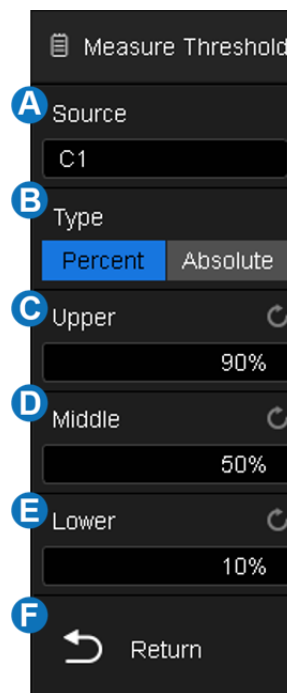 Measure Threshold
A
Source
C1
B
Type
Percent Absolute
C
Upper
90%
D
Middle
50%
E
Lower
10%
F
Return